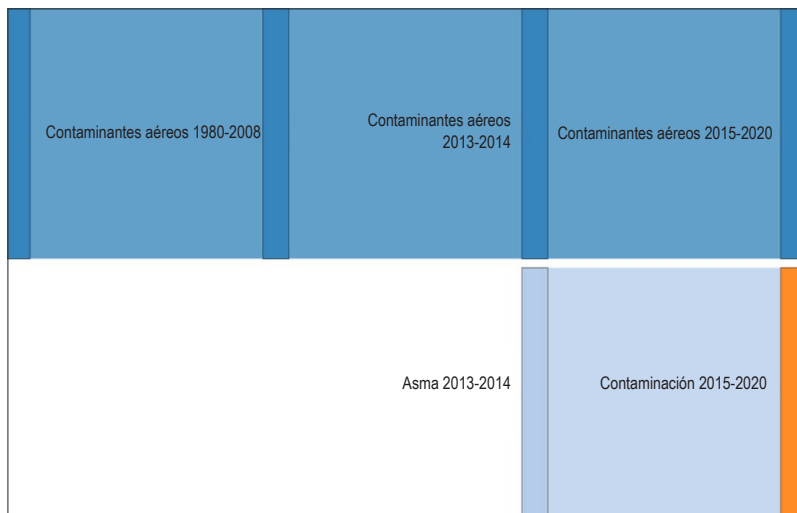 Contaminantes aéreos 1980-2008
Contaminantes aéreos
2013-2014
Contaminantes aéreos 2015-2020
Asma 2013-2014
Contaminación 2015-2020